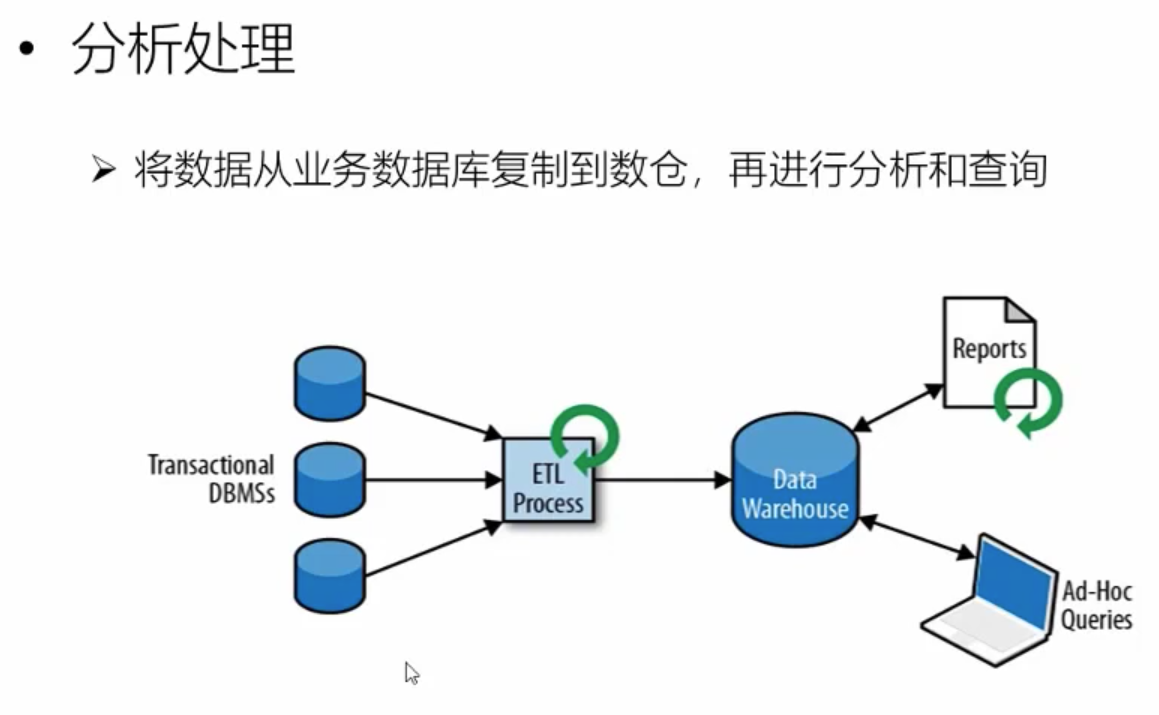 • 分析处理
➢ 将数据从业务数据库复制到数仓，再进行分析和查询
Reports
Transactional
DBMSs
ETL
Process
Data
Warehouse
Ad-Hoc
Queries